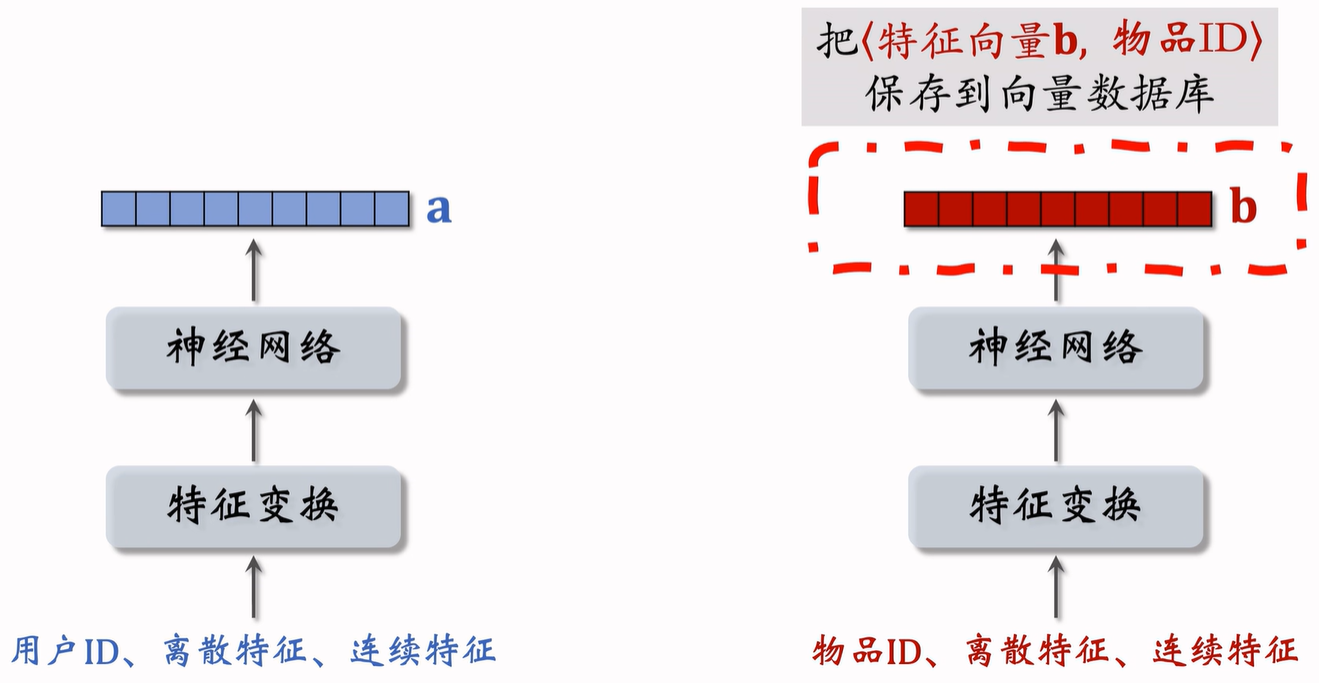 把⟨特征向量b, 物品ID⟩
保存到向量数据库
a
b
神经网络
神经网络
特征变换
特征变换
用户ID、离散特征、连续特征
物品ID、离散特征、连续特征